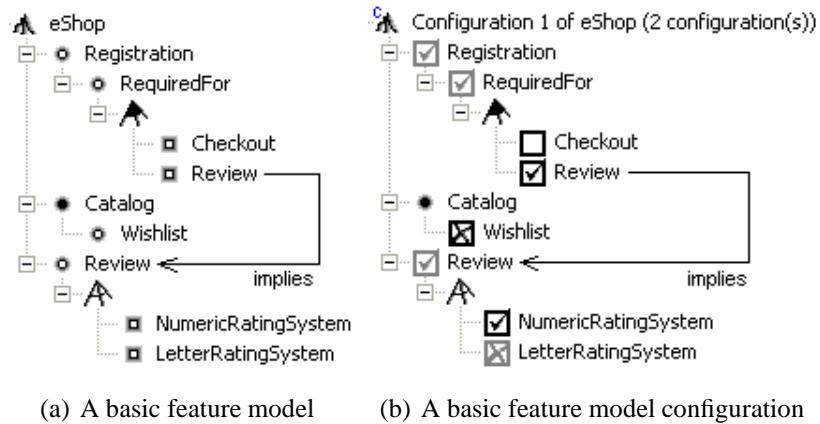 eShop
Registration
RequiredFor
Checkout
Review
Catalog
Wishlist
Review
implies
NumericRatingSystem
LetterRatingSystem
(a) A basic feature model
C
Configuration 1 of eShop (2 configuration(s))
Registration
RequiredFor
Checkout
Review
Catalog
Wishlist
Review
implies
NumericRatingSystem
LetterRatingSystem
(b) A basic feature model configuration